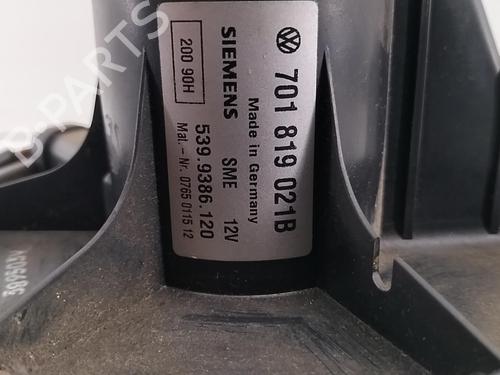 701 819 021B
Made in Germany
SIEMENS SME 12V
200 90H
539.9386.120
Mat.-Nr. 0765 0115 12
B-PARTS